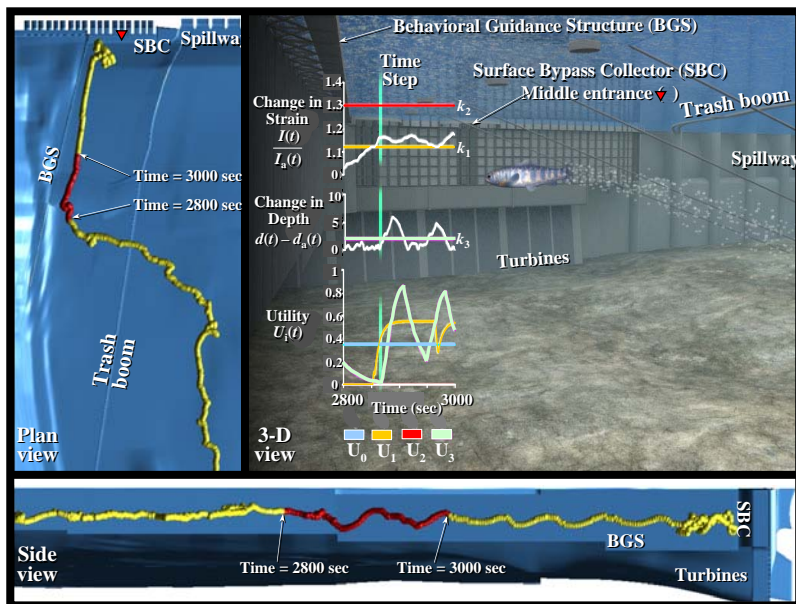 SBC
Spillway
BGS
Time = 3000 sec
Time = 2800 sec
Trash
boom
Plan
view
Behavioral Guidance Structure (BGS)
Time
Step
Surface Bypass Collector (SBC)
Middle entrance ( )
Trash boom
Spillway
Turbines
Change in
Strain
I(t)
Iₐ(t)
1.4
1.3
1.2
1.1
1.0
k₂
k₁
Change in
Depth
d(t) – dₐ(t)
10
5
0
k₃
Utility
Uᵢ(t)
1
0.8
0.6
0.4
0.2
0
2800
3000
Time (sec)
3-D
view
U₀
U₁
U₂
U₃
Side
view
Time = 2800 sec
Time = 3000 sec
BGS
SBC
Turbines